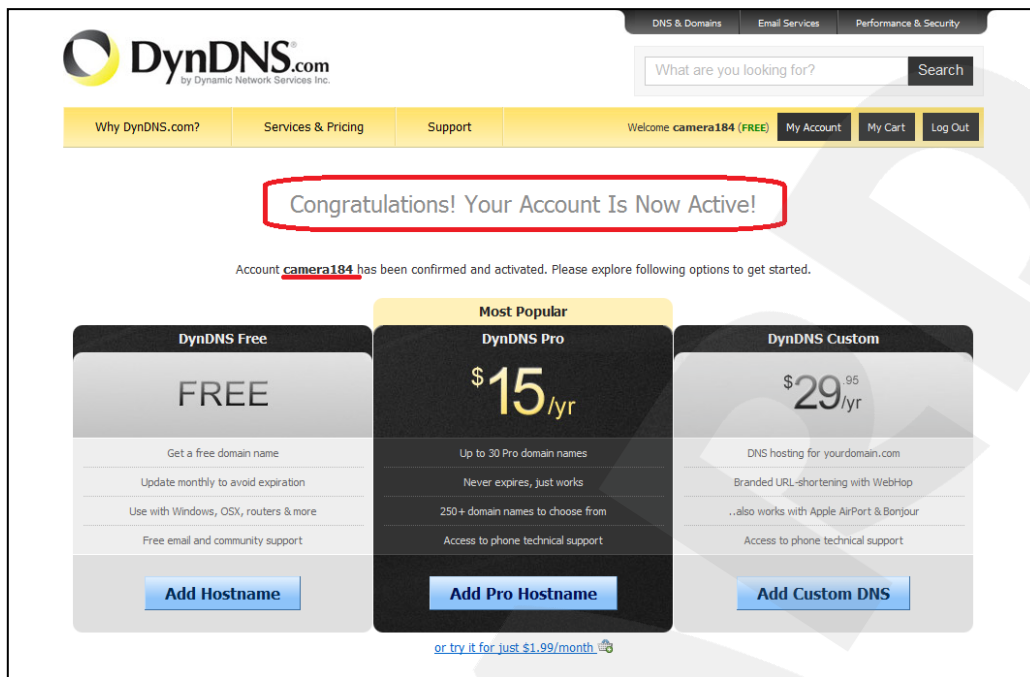 DNS & Domains Email Services Performance & Security
DynDNS.com
by Dynamic Network Services Inc.
What are you looking for? Search
Why DynDNS.com? Services & Pricing Support Welcome camera184 (FREE) My Account My Cart Log Out
Congratulations! Your Account Is Now Active!
Account camera184 has been confirmed and activated. Please explore following options to get started.
Most Popular
DynDNS Free DynDNS Pro DynDNS Custom
FREE $15/yr $29.95/yr
Get a free domain name Up to 30 Pro domain names DNS hosting for yourdomain.com
Update monthly to avoid expiration Never expires, just works Branded URL-shortening with WebHop
Use with Windows, OSX, routers & more 250+ domain names to choose from ..also works with Apple AirPort & Bonjour
Free email and community support Access to phone technical support Access to phone technical support
Add Hostname Add Pro Hostname Add Custom DNS
or try it for just $1.99/month